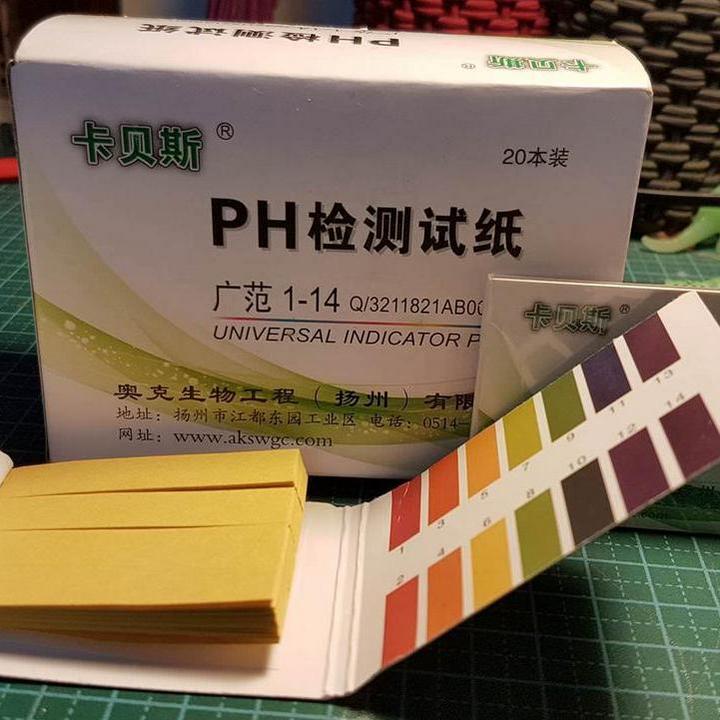 PH检测试纸
卡贝斯®
卡贝斯®
20本装
PH检测试纸
广范 1-14 Q/3211821AB00
UNIVERSAL INDICATOR P
奥克生物工程（扬州）有限
地址：扬州市江都东园工业区 电话：0514-
网址：www.akswgc.com
卡贝斯®
1 3 5 7 9 11 13
2 4 6 8 10 12 14